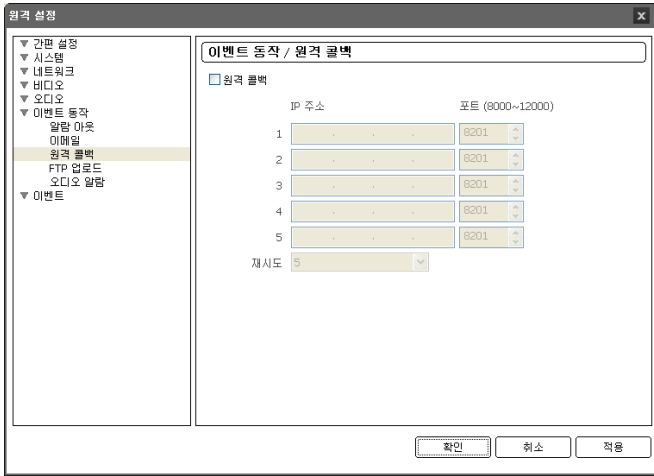 원격 설정
x
간편 설정
시스템
네트워크
비디오
오디오
이벤트 동작
알람 아웃
이메일
원격 콜백
FTP 업로드
오디오 알람
이벤트
이벤트 동작 / 원격 콜백
원격 콜백
IP 주소 포트 (8000~12000)
1 . . . 8201
2 . . . 8201
3 . . . 8201
4 . . . 8201
5 . . . 8201
재시도 5
확인 취소 적용